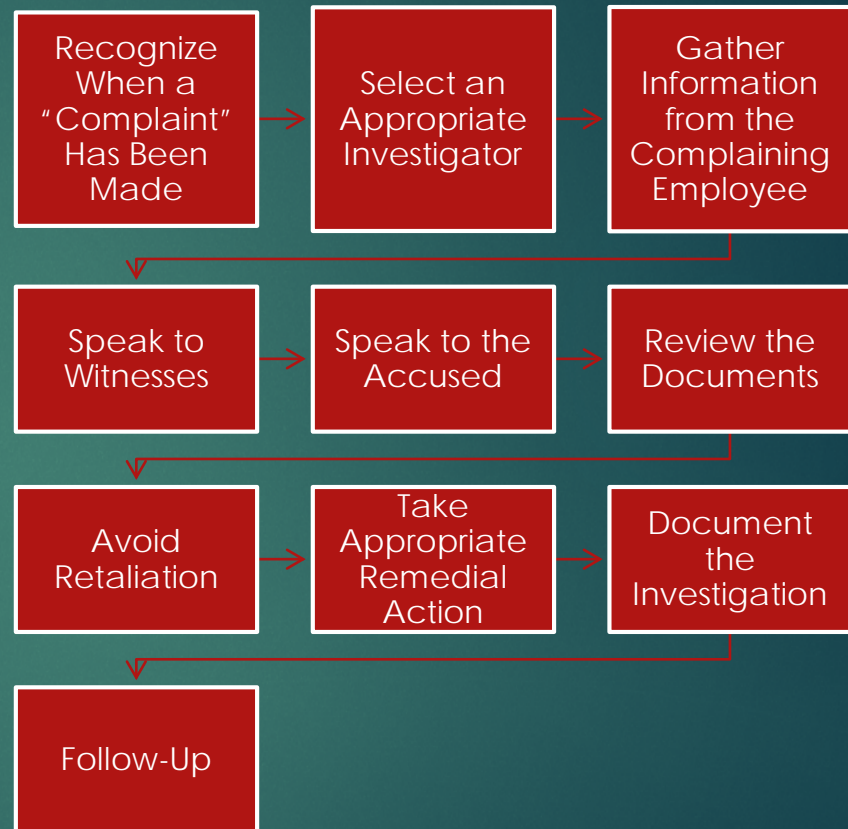 Recognize
When a
“Complaint”
Has Been
Made
Select an
Appropriate
Investigator
Gather
Information
from the
Complaining
Employee
Speak to
Witnesses
Speak to the
Accused
Review the
Documents
Avoid
Retaliation
Take
Appropriate
Remedial
Action
Document
the
Investigation
Follow-Up